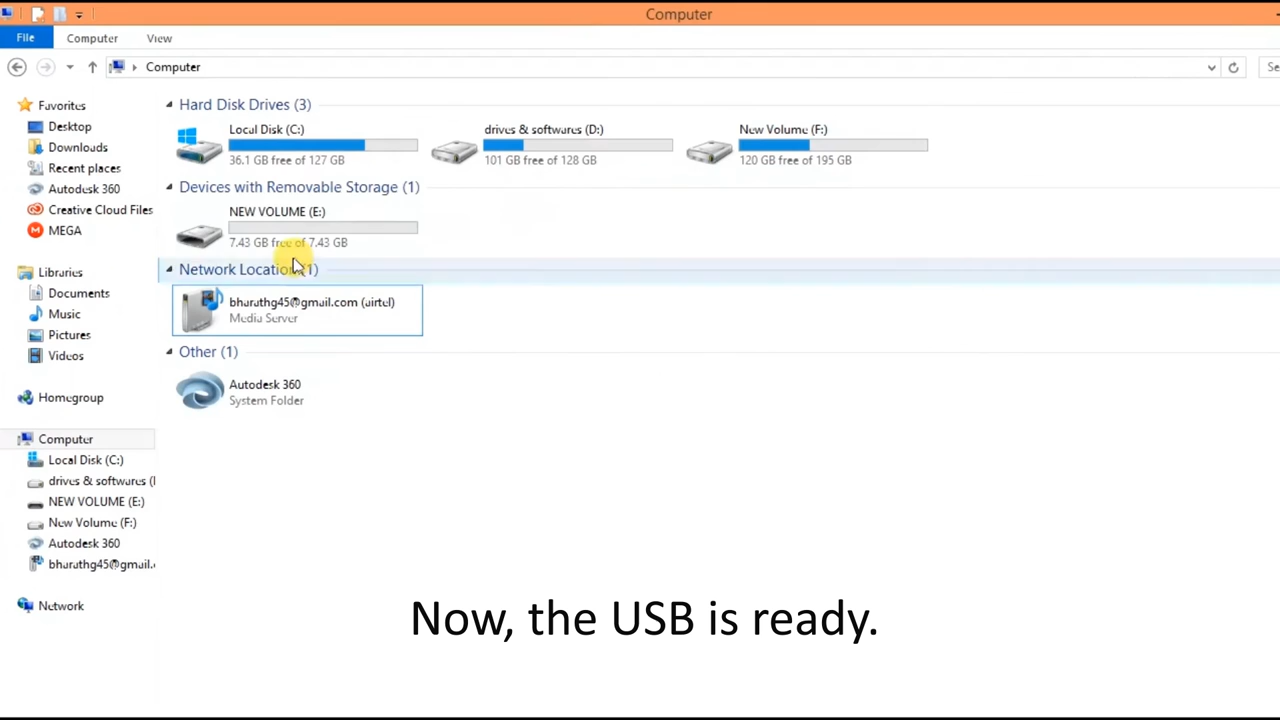 Computer
File
Computer
View
Computer
Se
Favorites
Desktop
Downloads
Recent places
Autodesk 360
Creative Cloud Files
MEGA
Libraries
Documents
Music
Pictures
Videos
Homegroup
Computer
Local Disk (C:)
drives & softwares (
NEW VOLUME (E:)
New Volume (F:)
Autodesk 360
bharathg45@gmail.
Network
Hard Disk Drives (3)
Local Disk (C:)
36.1 GB free of 127 GB
drives & softwares (D:)
101 GB free of 128 GB
New Volume (F:)
120 GB free of 195 GB
Devices with Removable Storage (1)
NEW VOLUME (E:)
7.43 GB free of 7.43 GB
Network Location (1)
bharathg45@gmail.com (airtel)
Media Server
Other (1)
Autodesk 360
System Folder
Now, the USB is ready.